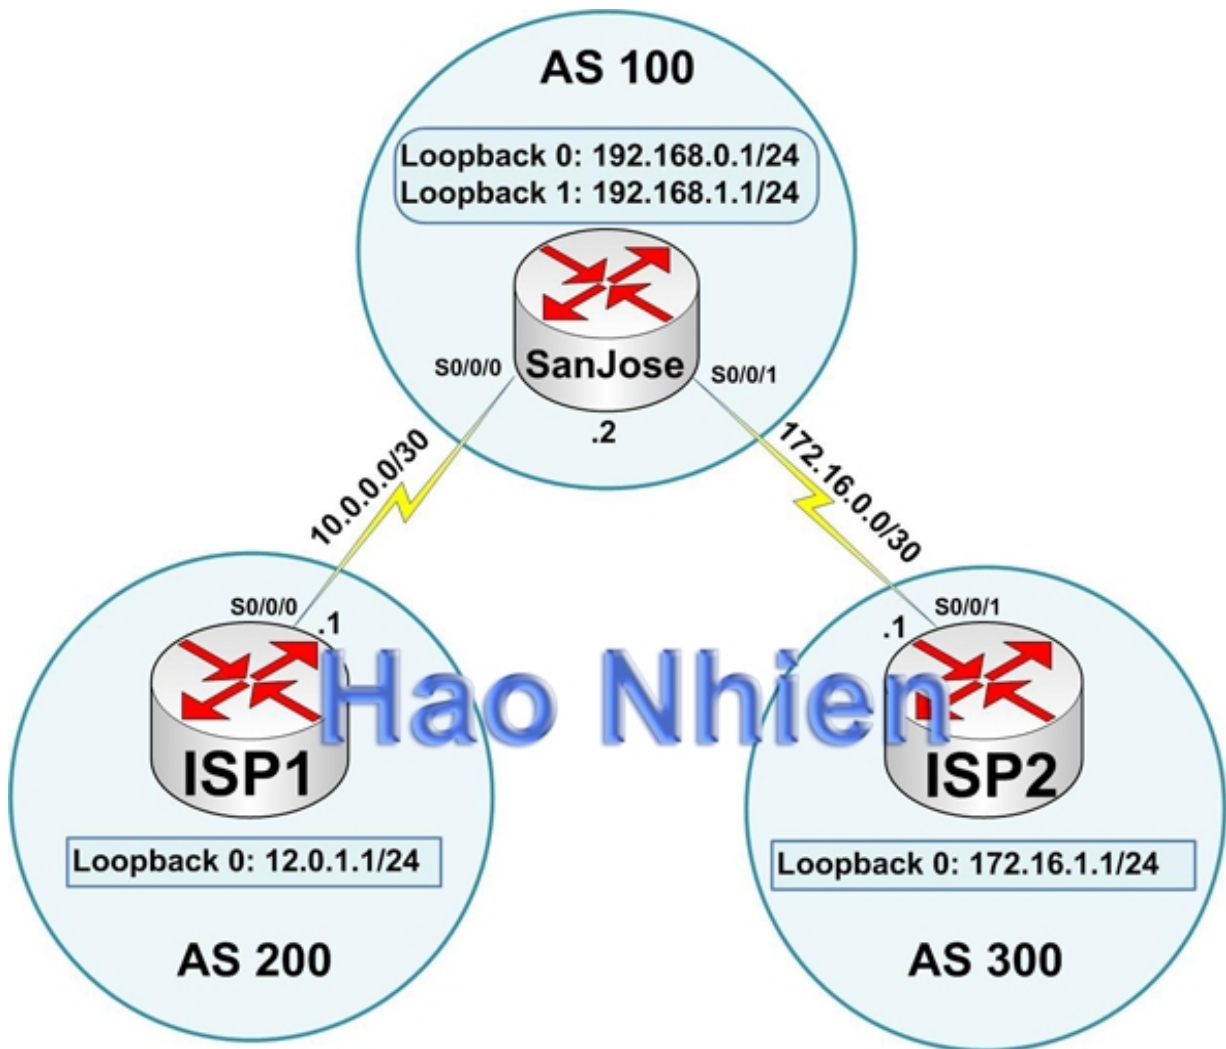 AS 100
Loopback 0: 192.168.0.1/24
Loopback 1: 192.168.1.1/24
S0/0/0
SanJose
S0/0/1
.2
10.0.0.0/30
172.16.0.0/30
S0/0/0
.1
S0/0/1
.1
Hao Nhien
ISP1
ISP2
Loopback 0: 12.0.1.1/24
Loopback 0: 172.16.1.1/24
AS 200
AS 300